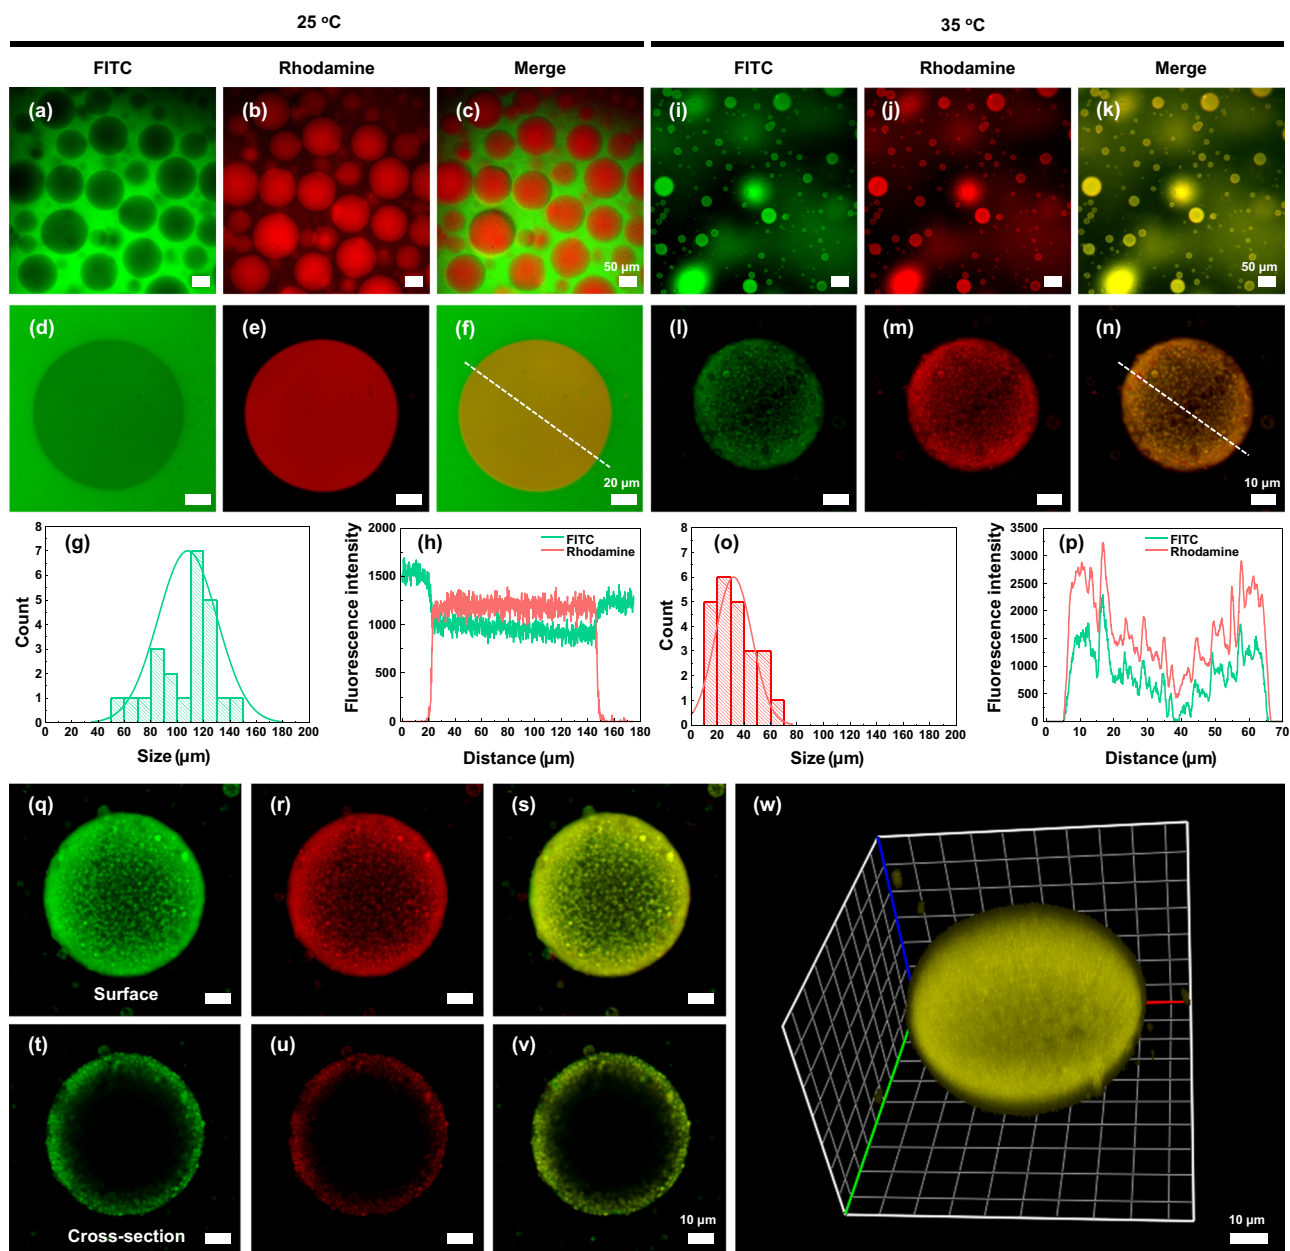 25 °C
35 °C
FITC
Rhodamine
Merge
FITC
Rhodamine
Merge
(a)
(b)
(c)
50 µm
(i)
(j)
(k)
50 µm
(d)
(e)
(f)
20 µm
(l)
(m)
(n)
10 µm
(g)
8
7
6
5
4
3
2
1
0
Count
0 20 40 60 80 100 120 140 160 180 200
Size (µm)
(h)
FITC
Rhodamine
2000
1500
1000
500
0
Fluorescence intensity
0 20 40 60 80 100 120 140 160 180
Distance (µm)
(o)
8
7
6
5
4
3
2
1
0
Count
0 20 40 60 80 100 120 140 160 180 200
Size (µm)
(p)
FITC
Rhodamine
3500
3000
2500
2000
1500
1000
500
0
Fluorescence intensity
0 10 20 30 40 50 60 70
Distance (µm)
(q)
Surface
(r)
(s)
(w)
10 µm
(t)
Cross-section
(u)
(v)
10 µm